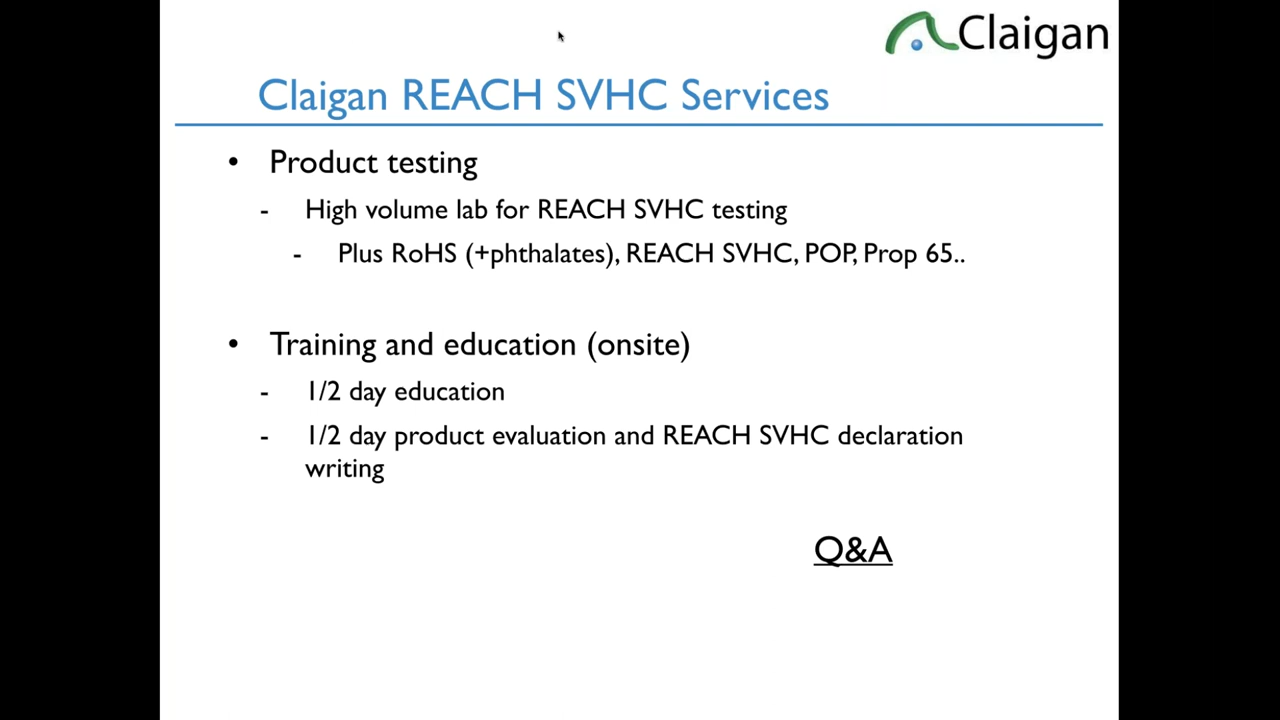 Claigan
Claigan REACH SVHC Services
• Product testing
- High volume lab for REACH SVHC testing
- Plus RoHS (+phthalates), REACH SVHC, POP, Prop 65..
• Training and education (onsite)
- 1/2 day education
- 1/2 day product evaluation and REACH SVHC declaration
writing
Q&A